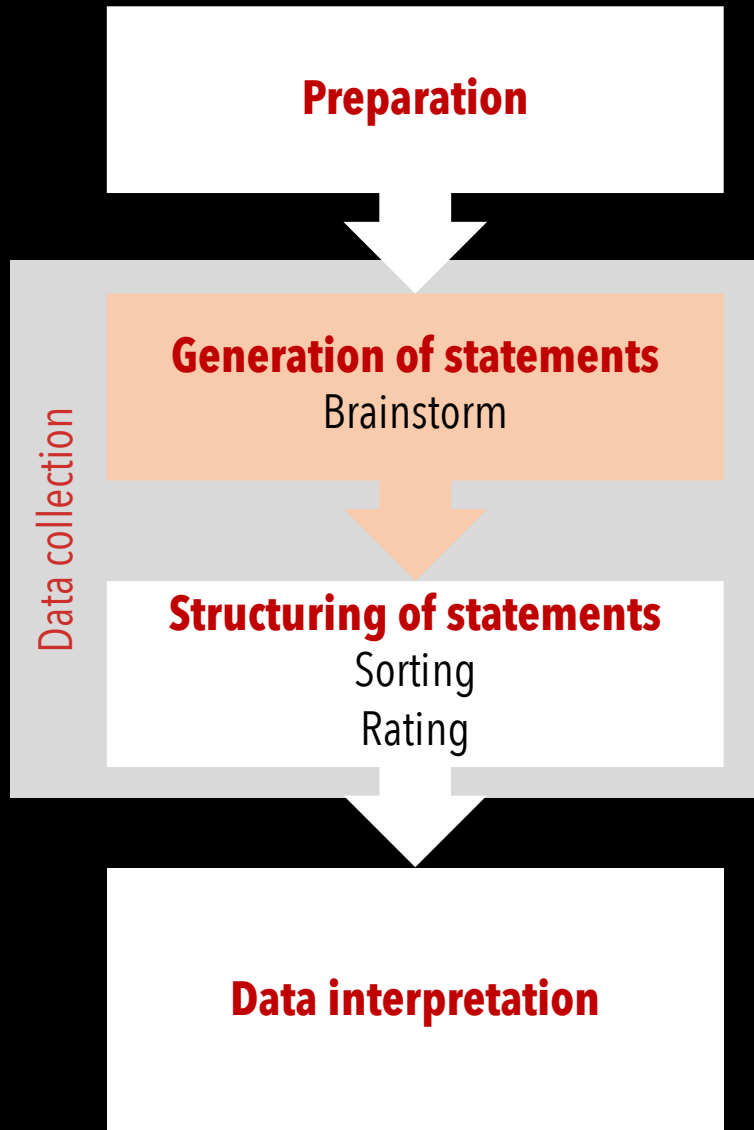 Preparation
Data collection
Generation of statements
Brainstorm
Structuring of statements
Sorting
Rating
Data interpretation